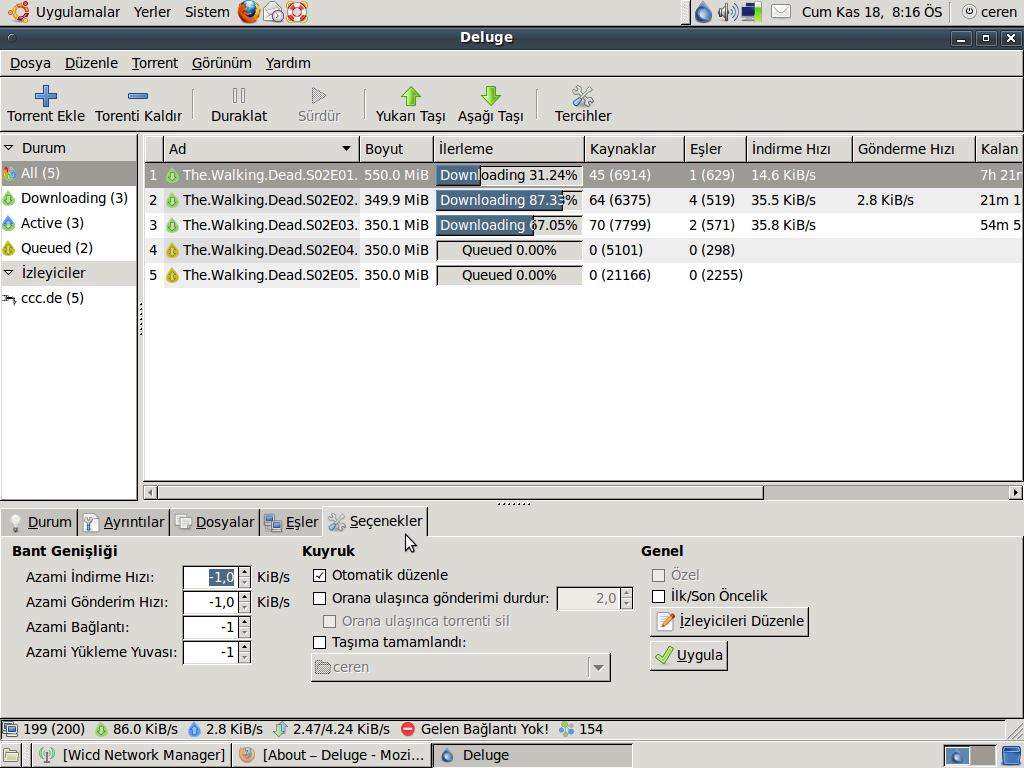 Uygulamalar Yerler Sistem Cum Kas 18, 8:16 ÖS ceren
Deluge
Dosya Düzenle Torrent Görünüm Yardım
Torrent Ekle Torenti Kaldır Duraklat Sürdür Yukarı Taşı Aşağı Taşı Tercihler
Durum
All (5)
Downloading (3)
Active (3)
Queued (2)
İzleyiciler
ccc.de (5)
Ad Boyut İlerleme Kaynaklar Eşler İndirme Hızı Gönderme Hızı Kalan
1 The.Walking.Dead.S02E01. 550.0 MiB Downloading 31.24% 45 (6914) 1 (629) 14.6 KiB/s 7h 21m
2 The.Walking.Dead.S02E02. 349.9 MiB Downloading 87.33% 64 (6375) 4 (519) 35.5 KiB/s 2.8 KiB/s 21m 1
3 The.Walking.Dead.S02E03. 350.1 MiB Downloading 67.05% 70 (7799) 2 (571) 35.8 KiB/s 54m 5
4 The.Walking.Dead.S02E04. 350.0 MiB Queued 0.00% 0 (5101) 0 (298)
5 The.Walking.Dead.S02E05. 350.0 MiB Queued 0.00% 0 (21166) 0 (2255)
Durum Ayrıntılar Dosyalar Eşler Seçenekler
Bant Genişliği
Azami İndirme Hızı: -1,0 KiB/s
Azami Gönderim Hızı: -1,0 KiB/s
Azami Bağlantı: -1
Azami Yükleme Yuvası: -1
Kuyruk
Otomatik düzenle
Orana ulaşınca gönderimi durdur: 2,0
Orana ulaşınca torrenti sil
Taşıma tamamlandı:
ceren
Genel
Özel
İlk/Son Öncelik
İzleyicileri Düzenle
Uygula
199 (200) 86.0 KiB/s 2.8 KiB/s 2.47/4.24 KiB/s Gelen Bağlantı Yok! 154
[Wicd Network Manager] [About – Deluge - Mozi... Deluge